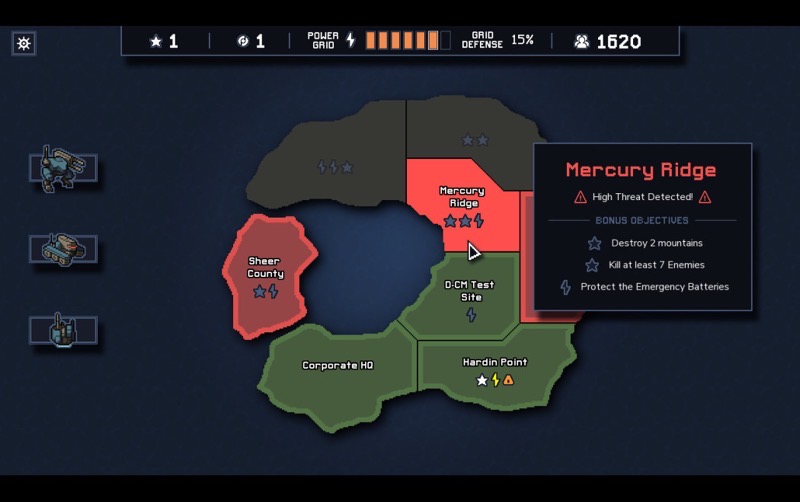 1
1
POWER
GRID
GRID
DEFENSE
15%
1620
Mercury
Ridge
Sheer
County
D-CM Test
Site
Corporate HQ
Hardin Point
Mercury Ridge
High Threat Detected!
BONUS OBJECTIVES
Destroy 2 mountains
Kill at least 7 Enemies
Protect the Emergency Batteries